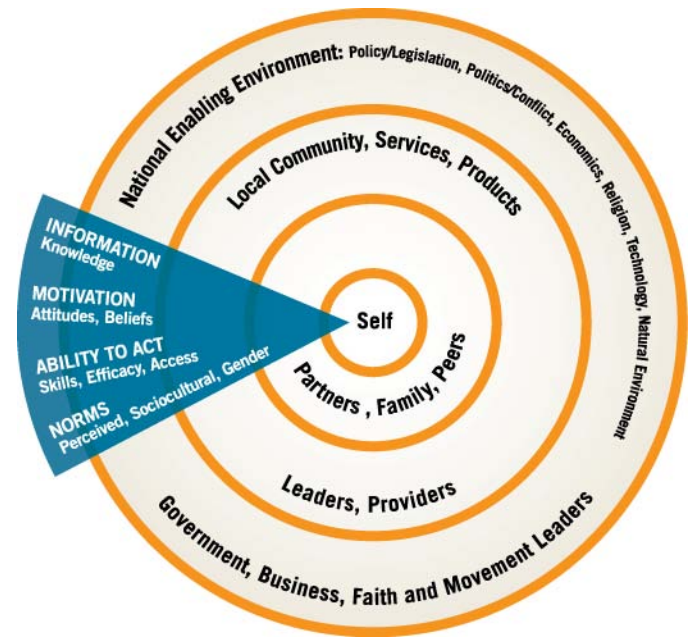 National Enabling Environment: Policy/Legislation, Politics/Conflict, Economics, Religion, Technology, Natural Environment
Local Community, Services, Products
INFORMATION
Knowledge
MOTIVATION
Attitudes, Beliefs
ABILITY TO ACT
Skills, Efficacy, Access
NORMS
Perceived, Sociocultural, Gender
Self
Partners , Family, Peers
Leaders, Providers
Government, Business, Faith and Movement Leaders